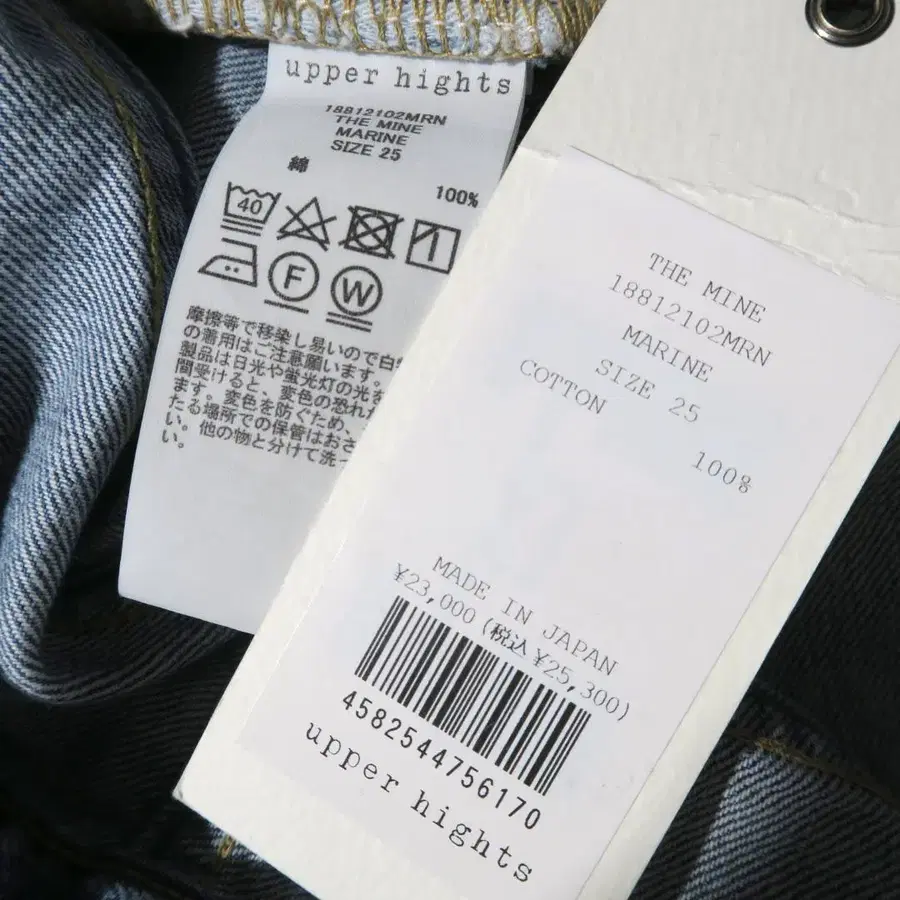 upper hights
18812102MRN
THE MINE
MARINE
SIZE 25
綿
100%
40
F
W
摩擦等で移染し易いので白
の着用はご注意願います。
製品は日光や蛍光灯の光を
間受けると、変色の恐れが
ます。変色を防ぐため、
たる場所での保管はおさ
い。他の物と分けて洗っ
い。
THE MINE
18812102MRN
MARINE
SIZE 25
COTTON
100%
MADE IN JAPAN
¥23,000 (税込 ¥25,300)
4582544756170
upper hights